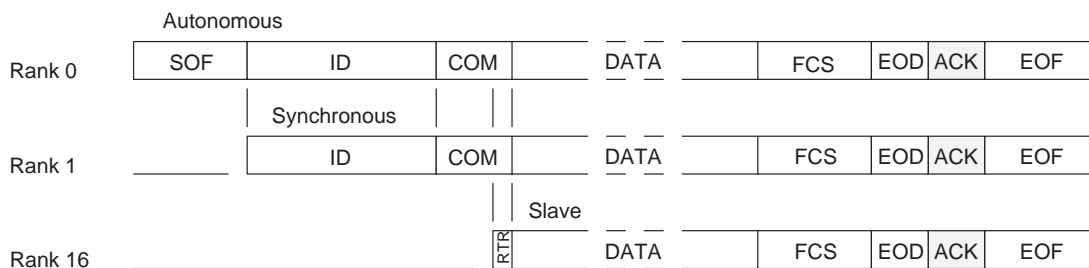 Autonomous
Rank 0 SOF ID COM DATA FCS EOD ACK EOF
Synchronous
Rank 1 ID COM DATA FCS EOD ACK EOF
Slave
Rank 16 RTR DATA FCS EOD ACK EOF